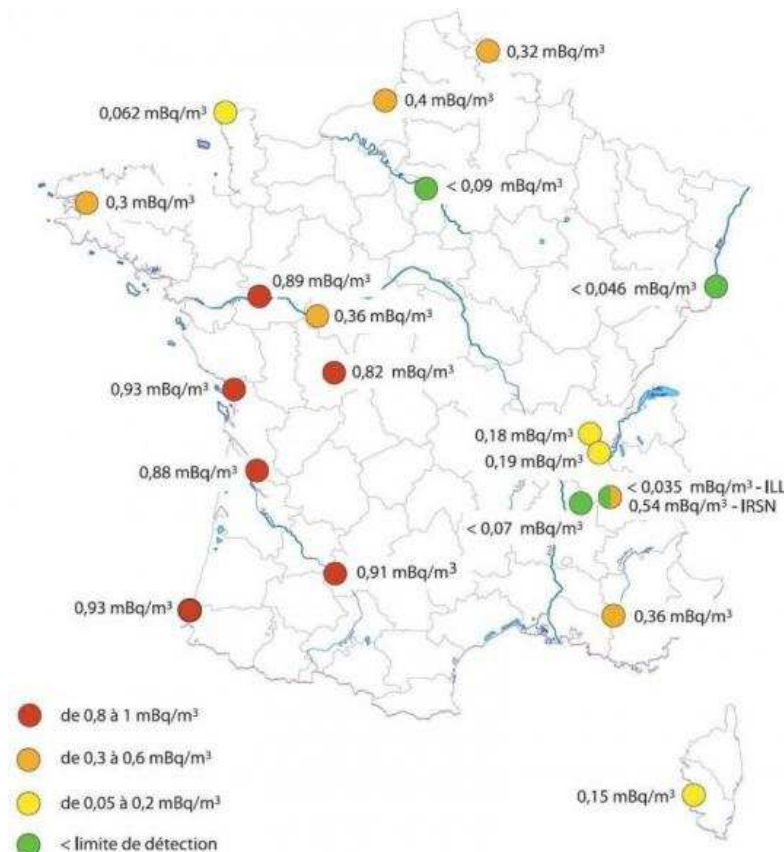 0,32 mBq/m³
0,4 mBq/m³
0,062 mBq/m³
< 0,09 mBq/m³
0,3 mBq/m³
0,89 mBq/m³
< 0,046 mBq/m³
0,36 mBq/m³
0,82 mBq/m³
0,93 mBq/m³
0,18 mBq/m³
0,19 mBq/m³
0,88 mBq/m³
< 0,035 mBq/m³ - ILL
0,54 mBq/m³ - IRSN
< 0,07 mBq/m³
0,91 mBq/m³
0,93 mBq/m³
0,36 mBq/m³
de 0,8 à 1 mBq/m³
de 0,3 à 0,6 mBq/m³
de 0,05 à 0,2 mBq/m³
0,15 mBq/m³
< limite de détection